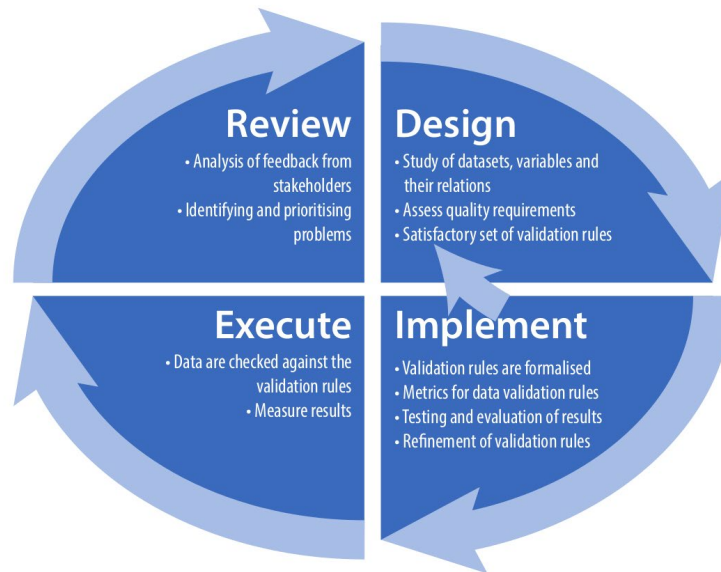 Review
• Analysis of feedback from
stakeholders
• Identifying and prioritising
problems
Design
• Study of datasets, variables and
their relations
• Assess quality requirements
• Satisfactory set of validation rules
Execute
• Data are checked against the
validation rules
• Measure results
Implement
• Validation rules are formalised
• Metrics for data validation rules
• Testing and evaluation of results
• Refinement of validation rules